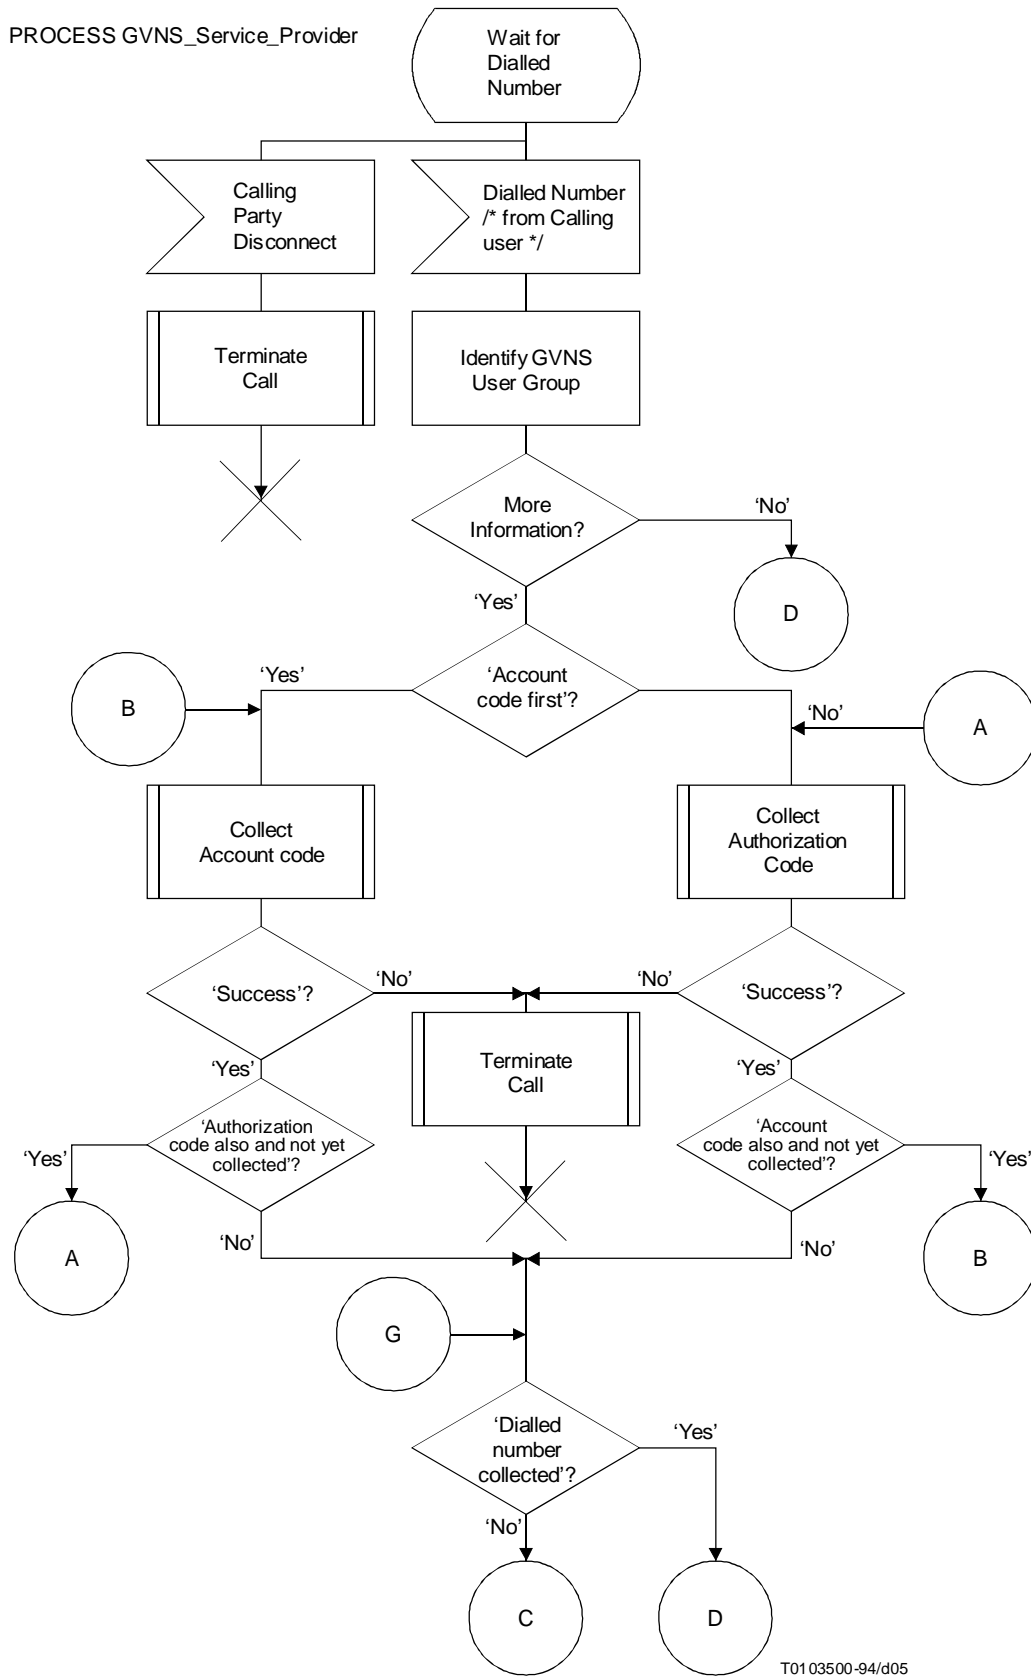 PROCESS GVNS_Service_Provider
Wait for
Dialled
Number
Calling
Party
Disconnect
Dialled Number
/* from Calling
user */
Terminate
Call
Identify GVNS
User Group
More
Information?
‘No’
D
‘Yes’
‘Account
code first’?
‘Yes’
B
‘No’
A
Collect
Account code
Collect
Authorization
Code
‘Success’?
‘No’
‘No’
‘Success’?
‘Yes’
Terminate
Call
‘Yes’
‘Authorization
code also and not yet
collected’?
‘Account
code also and not yet
collected’?
‘Yes’
‘Yes’
A
‘No’
‘No’
B
G
‘Dialled
number
collected’?
‘Yes’
‘No’
C
D
T0103500-94/d05